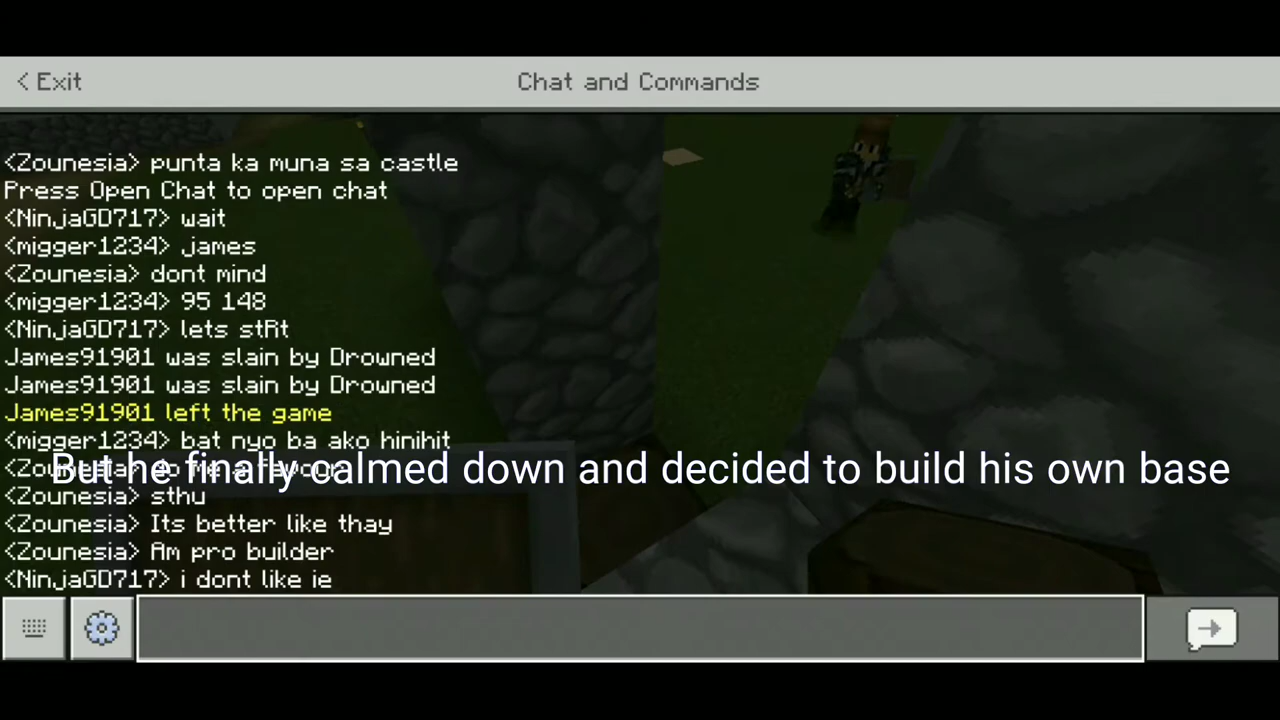 < Exit
Chat and Commands
<Zounesia> punta ka muna sa castle
Press Open Chat to open chat
<NinjaGD717> wait
<migger1234> james
<Zounesia> dont mind
<migger1234> 95 148
<NinjaGD717> lets stRt
James91901 was slain by Drowned
James91901 was slain by Drowned
James91901 left the game
<migger1234> bat nyo ba ako hinihit
<Zounesia> do me a favour
But he finally calmed down and decided to build his own base
<Zounesia> sthu
<Zounesia> Its better like thay
<Zounesia> Am pro builder
<NinjaGD717> i dont like ie